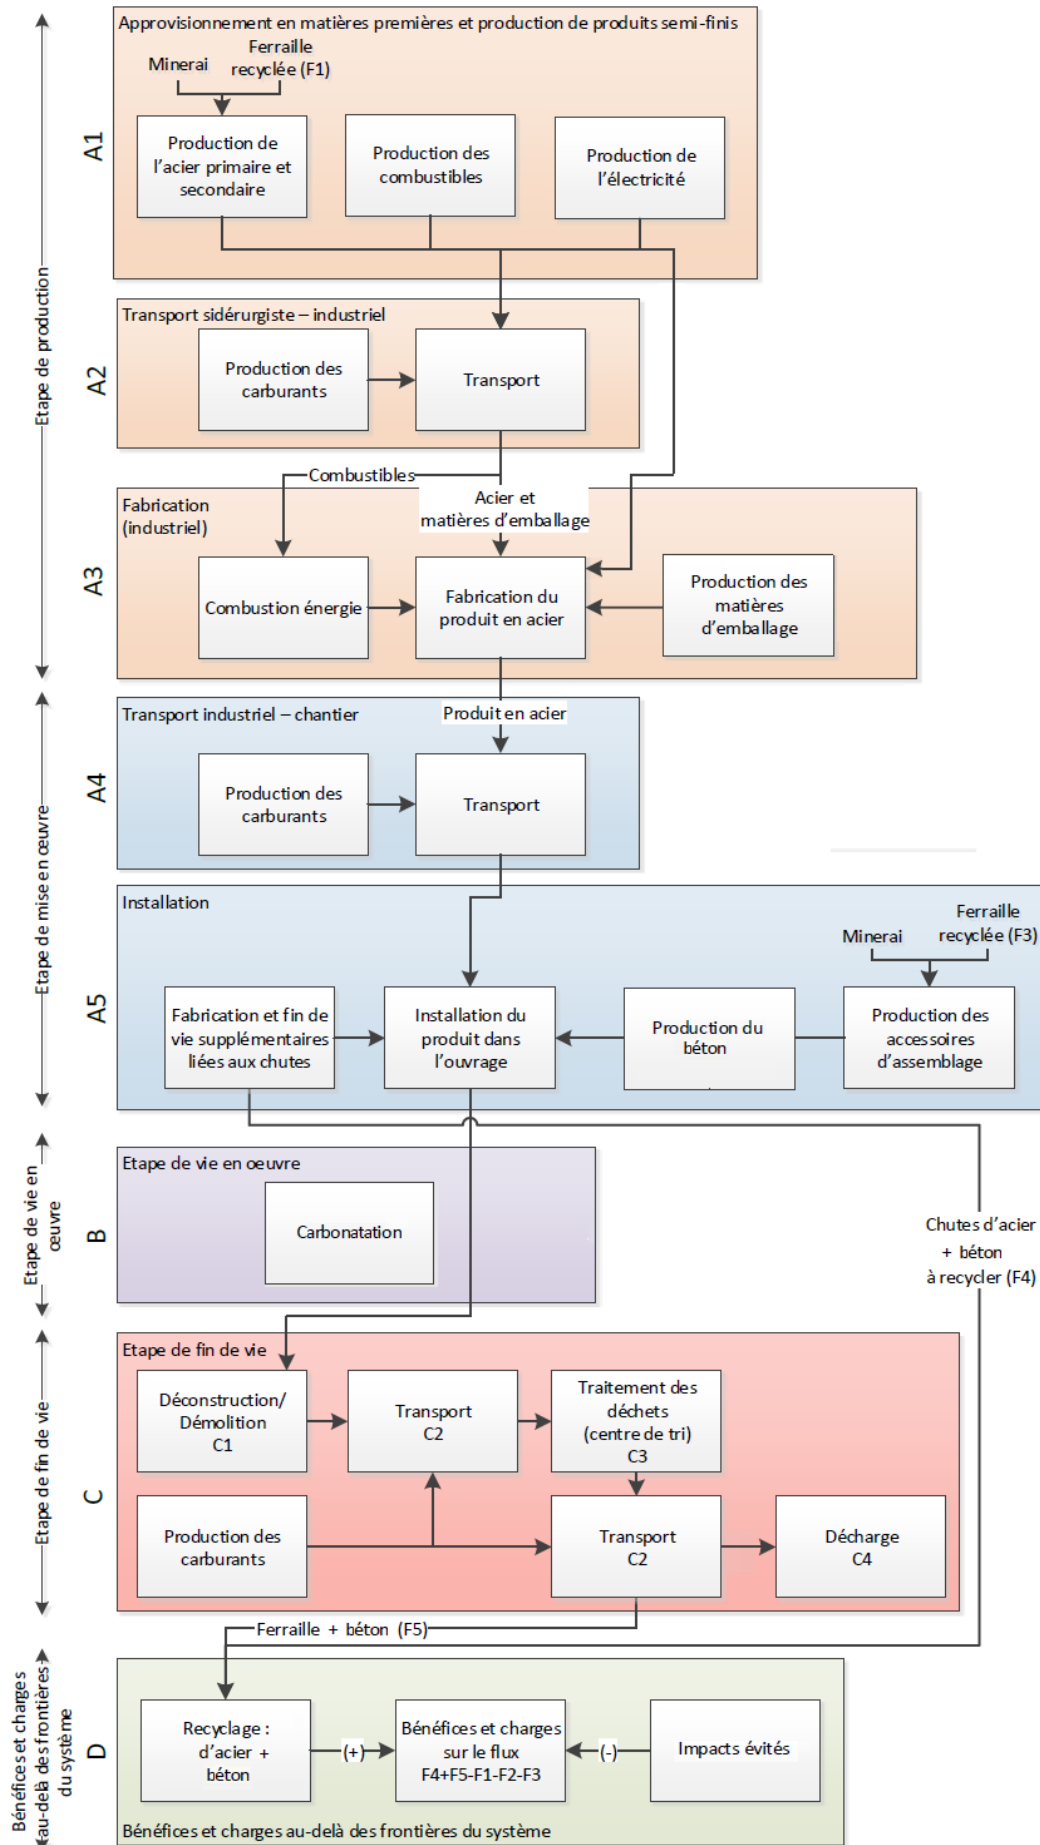 Approvisionnement en matières premières et production de produits semi-finis
Minerai
Ferraille
recyclée (F1)
A1
Production de
l'acier primaire et
secondaire
Production des
combustibles
Production de
l'électricité
Etape de production
Transport sidérurgiste – industriel
A2
Production des
carburants
Transport
Combustibles
Acier et
matières d'emballage
Fabrication
(industriel)
A3
Combustion énergie
Fabrication du
produit en acier
Production des
matières
d'emballage
Transport industriel – chantier
Produit en acier
A4
Production des
carburants
Transport
Etape de mise en œuvre
Installation
Minerai
Ferraille
recyclée (F3)
A5
Fabrication et fin de
vie supplémentaires
liées aux chutes
Installation du
produit dans
l'ouvrage
Production du
béton
Production des
accessoires
d'assemblage
Etape de vie en
œuvre
B
Etape de vie en oeuvre
Carbonatation
Chutes d'acier
+ béton
à recycler (F4)
Etape de fin de vie
C
Etape de fin de vie
Déconstruction/
Démolition
C1
Transport
C2
Traitement des
déchets
(centre de tri)
C3
Production des
carburants
Transport
C2
Décharge
C4
Ferraille + béton (F5)
Bénéfices et charges
au-delà des frontières
du système
D
Recyclage :
d'acier +
béton
(+)
Bénéfices et charges
sur le flux
F4+F5-F1-F2-F3
(-)
Impacts évités
Bénéfices et charges au-delà des frontières du système